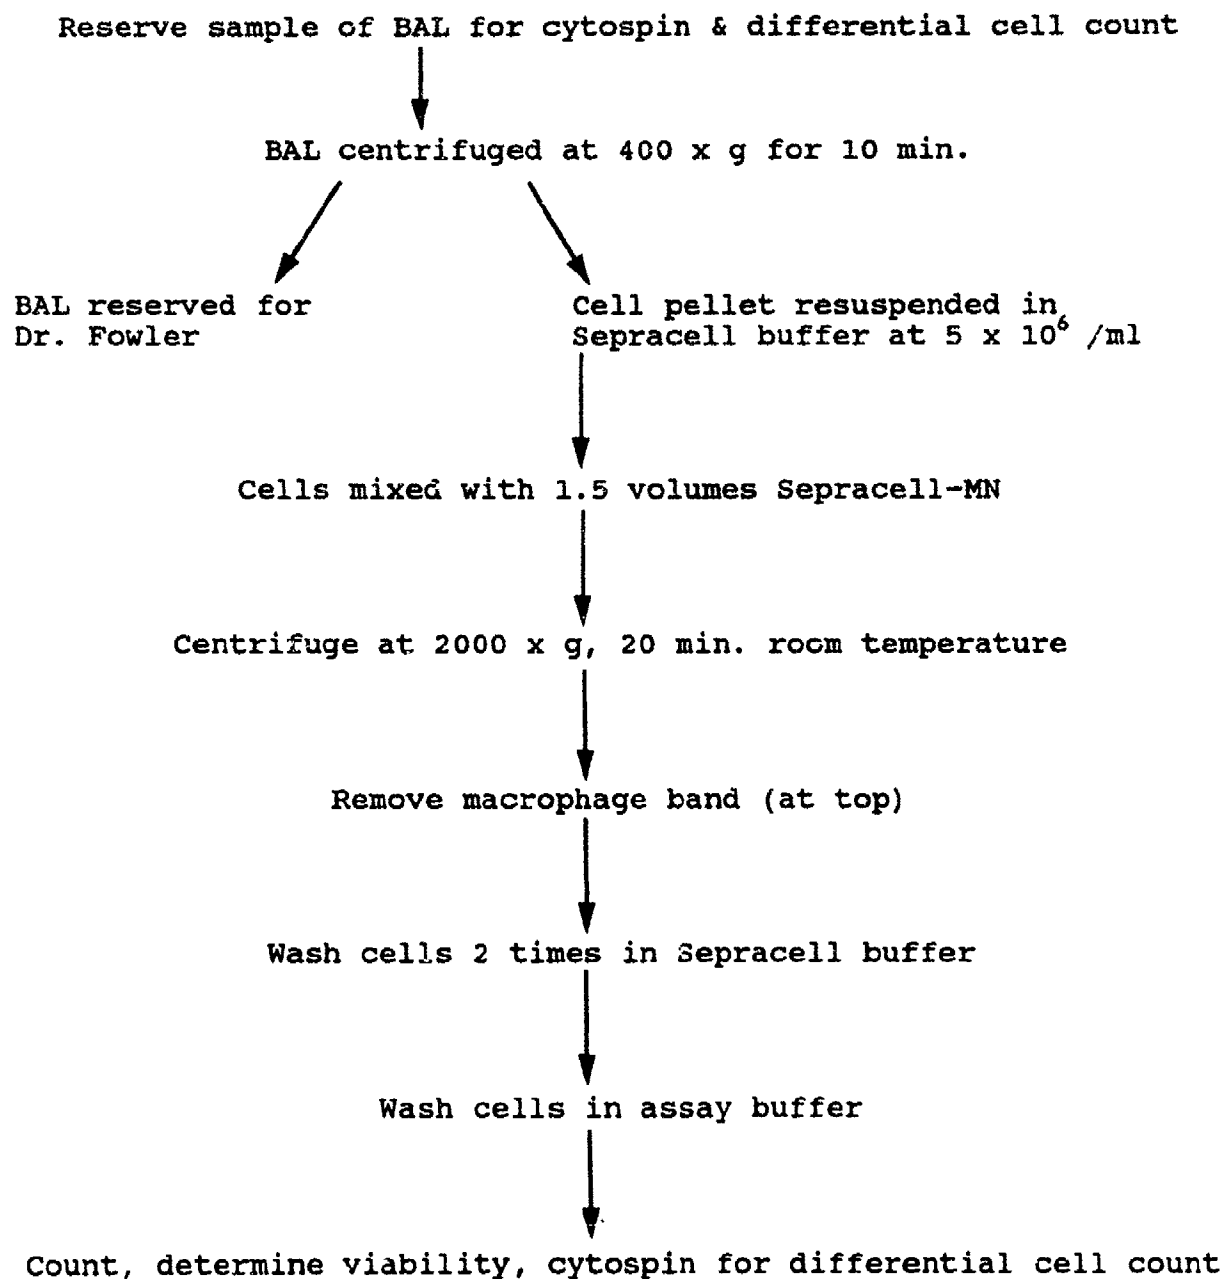 Reserve sample of BAL for cytospin & differential cell count
BAL centrifuged at 400 x g for 10 min.
BAL reserved for
Dr. Fowler
Cell pellet resuspended in
Sepracell buffer at 5 x 10⁶ /ml
Cells mixed with 1.5 volumes Sepracell-MN
Centrifuge at 2000 x g, 20 min. room temperature
Remove macrophage band (at top)
Wash cells 2 times in Sepracell buffer
Wash cells in assay buffer
Count, determine viability, cytospin for differential cell count